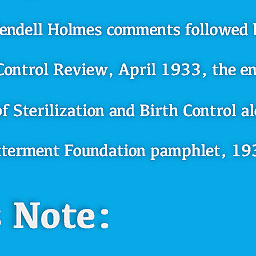 endell Holmes comments followed
Control Review, April 1933, the en
of Sterilization and Birth Control al
tterment Foundation pamphlet, 193
Note: